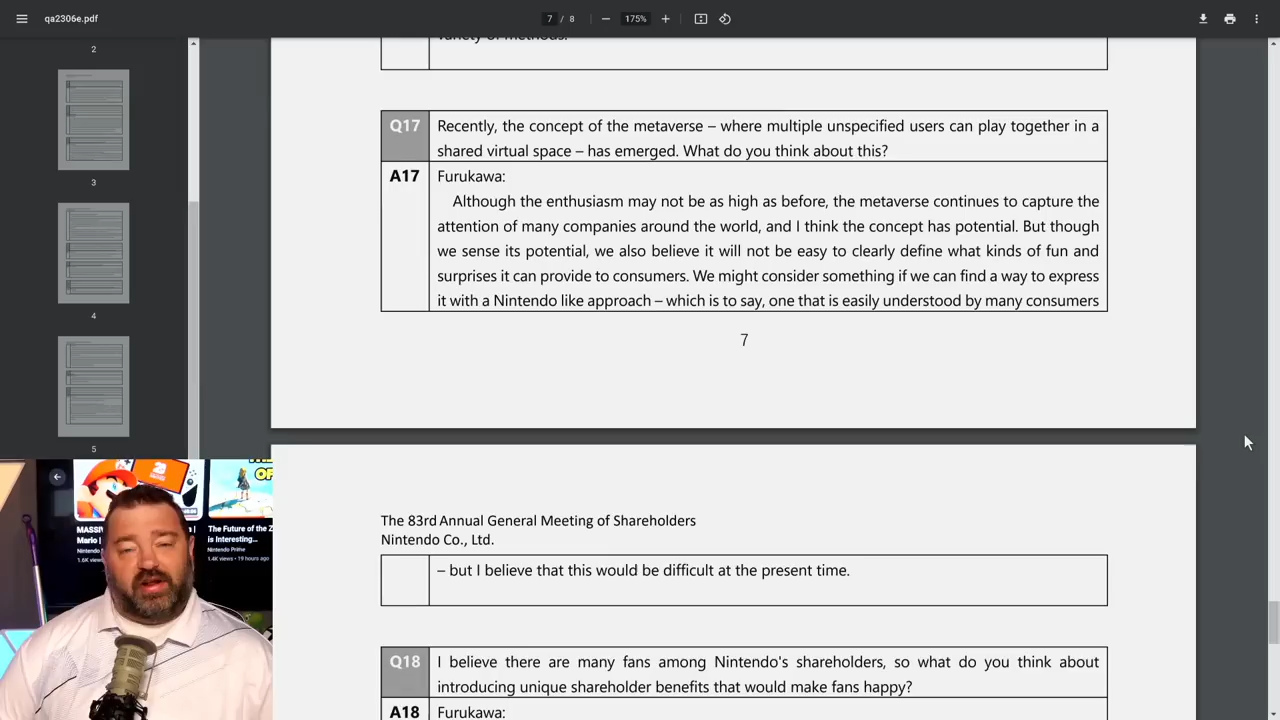 qa2306e.pdf
7 / 8
175%
variety of methods.
2
3
4
5
Q17
Recently, the concept of the metaverse – where multiple unspecified users can play together in a
shared virtual space – has emerged. What do you think about this?
A17
Furukawa:
Although the enthusiasm may not be as high as before, the metaverse continues to capture the
attention of many companies around the world, and I think the concept has potential. But though
we sense its potential, we also believe it will not be easy to clearly define what kinds of fun and
surprises it can provide to consumers. We might consider something if we can find a way to express
it with a Nintendo like approach – which is to say, one that is easily understood by many consumers
7
The 83rd Annual General Meeting of Shareholders
Nintendo Co., Ltd.
– but I believe that this would be difficult at the present time.
Q18
I believe there are many fans among Nintendo's shareholders, so what do you think about
introducing unique shareholder benefits that would make fans happy?
A18
Furukawa:
OF
MASSIV
Mario |
Nintendo
1.6K views
The Future of the Z
is Interesting...
Nintendo Prime
1.4K views • 19 hours ago